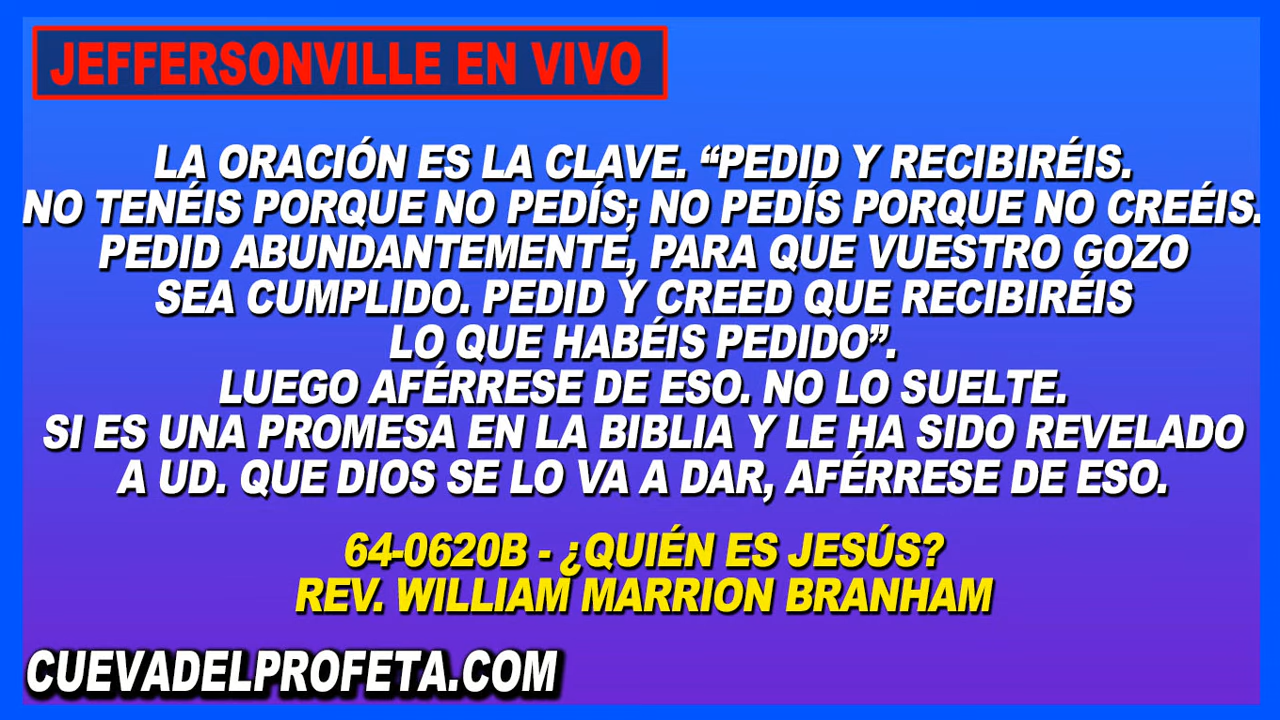 JEFFERSONVILLE EN VIVO
LA ORACIÓN ES LA CLAVE. “PEDID Y RECIBIRÉIS.
NO TENÉIS PORQUE NO PEDÍS; NO PEDÍS PORQUE NO CREÉIS.
PEDID ABUNDANTEMENTE, PARA QUE VUESTRO GOZO
SEA CUMPLIDO. PEDID Y CREED QUE RECIBIRÉIS
LO QUE HABÉIS PEDIDO”.
LUEGO AFÉRRESE DE ESO. NO LO SUELTE.
SI ES UNA PROMESA EN LA BIBLIA Y LE HA SIDO REVELADO
A UD. QUE DIOS SE LO VA A DAR, AFÉRRESE DE ESO.
64-0620B - ¿QUIÉN ES JESÚS?
REV. WILLIAM MARRION BRANHAM
CUEVADELPROFETA.COM